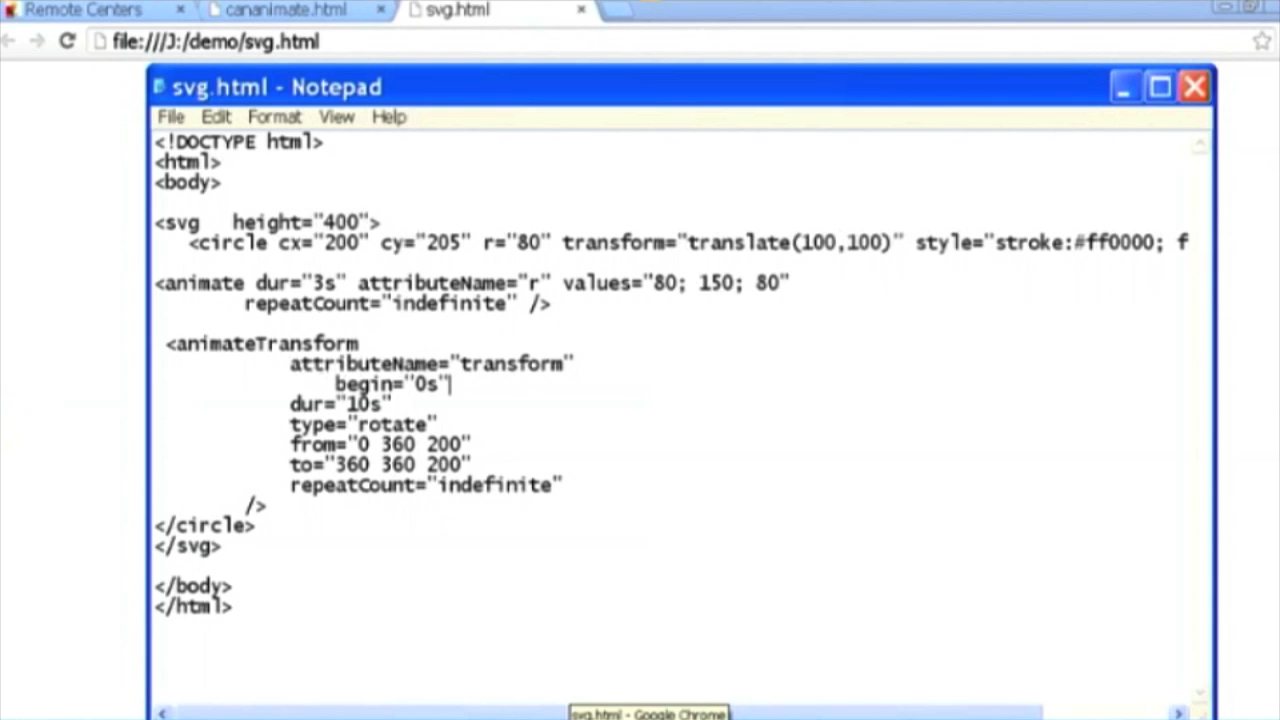 Remote Centers
cananimate.html
svg.html
file:///J:/demo/svg.html
svg.html - Notepad
File Edit Format View Help
<!DOCTYPE html>
<html>
<body>
<svg   height="400">
<circle cx="200" cy="205" r="80" transform="translate(100,100)" style="stroke:#ff0000; f
<animate dur="3s" attributeName="r" values="80; 150; 80"
repeatCount="indefinite" />
<animateTransform
attributeName="transform"
begin="0s"
dur="10s"
type="rotate"
from="0 360 200"
to="360 360 200"
repeatCount="indefinite"
/>
</circle>
</svg>
</body>
</html>
svg.html - Google Chrome